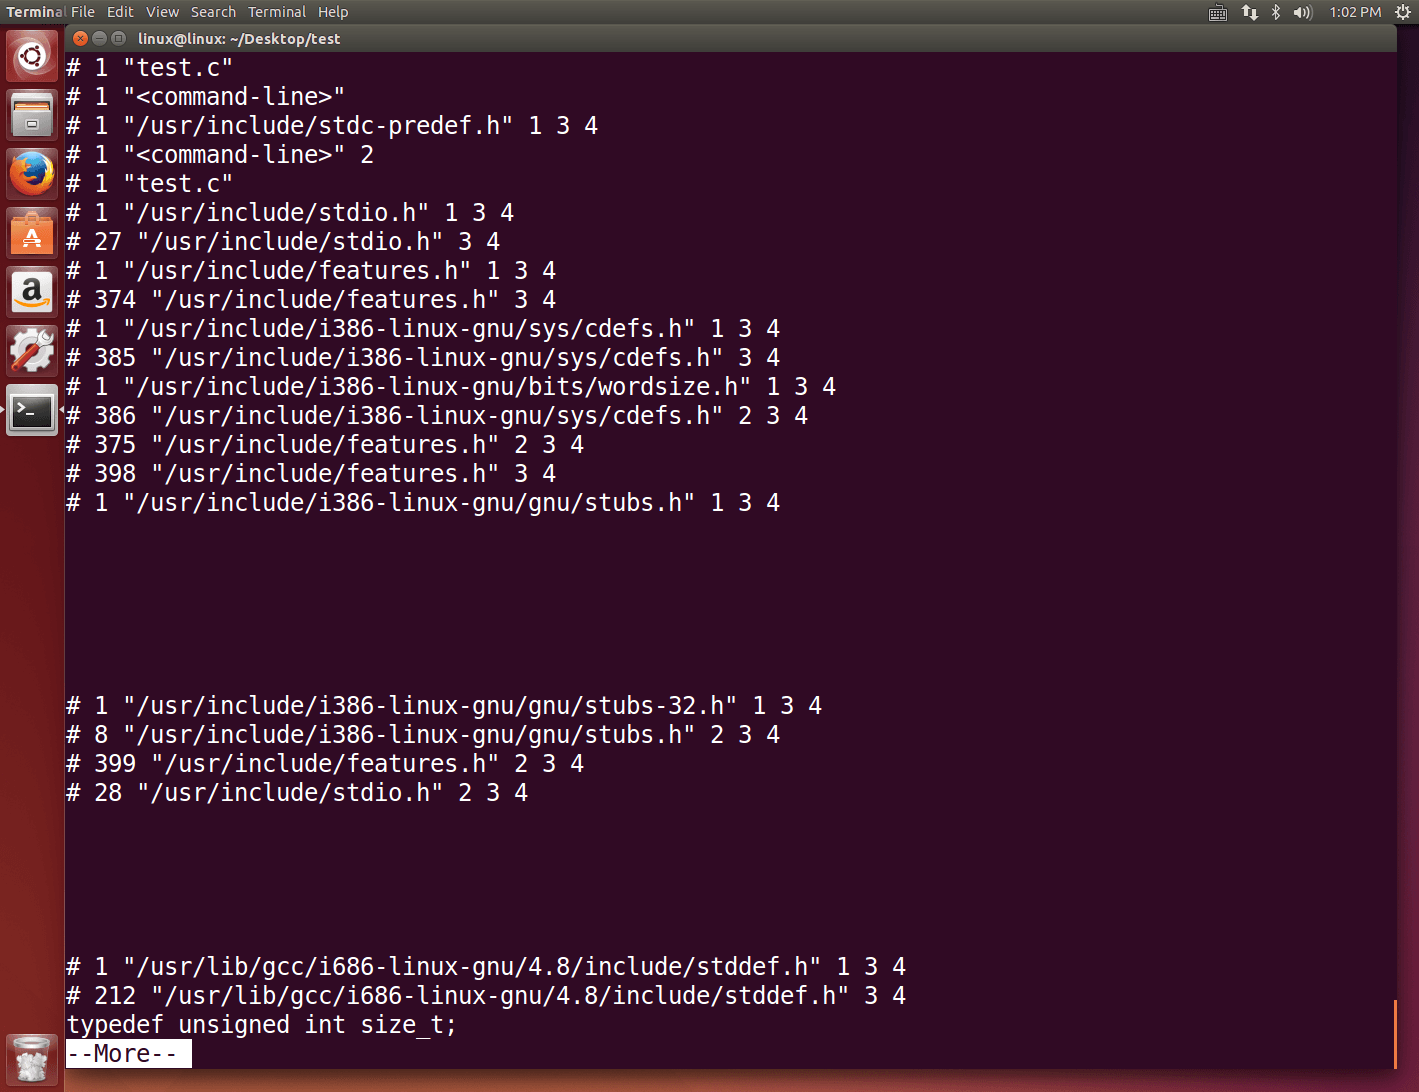 Terminal File Edit View Search Terminal Help 1:02 PM
linux@linux: ~/Desktop/test
# 1 "test.c"
# 1 "<command-line>"
# 1 "/usr/include/stdc-predef.h" 1 3 4
# 1 "<command-line>" 2
# 1 "test.c"
# 1 "/usr/include/stdio.h" 1 3 4
# 27 "/usr/include/stdio.h" 3 4
# 1 "/usr/include/features.h" 1 3 4
# 374 "/usr/include/features.h" 3 4
# 1 "/usr/include/i386-linux-gnu/sys/cdefs.h" 1 3 4
# 385 "/usr/include/i386-linux-gnu/sys/cdefs.h" 3 4
# 1 "/usr/include/i386-linux-gnu/bits/wordsize.h" 1 3 4
# 386 "/usr/include/i386-linux-gnu/sys/cdefs.h" 2 3 4
# 375 "/usr/include/features.h" 2 3 4
# 398 "/usr/include/features.h" 3 4
# 1 "/usr/include/i386-linux-gnu/gnu/stubs.h" 1 3 4
# 1 "/usr/include/i386-linux-gnu/gnu/stubs-32.h" 1 3 4
# 8 "/usr/include/i386-linux-gnu/gnu/stubs.h" 2 3 4
# 399 "/usr/include/features.h" 2 3 4
# 28 "/usr/include/stdio.h" 2 3 4
# 1 "/usr/lib/gcc/i686-linux-gnu/4.8/include/stddef.h" 1 3 4
# 212 "/usr/lib/gcc/i686-linux-gnu/4.8/include/stddef.h" 3 4
typedef unsigned int size_t;
--More--